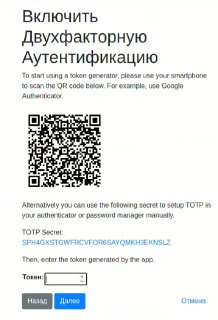 Включить
Двухфакторную
Аутентификацию
To start using a token generator, please use your smartphone
to scan the QR code below. For example, use Google
Authenticator.
Alternatively you can use the following secret to setup TOTP in
your authenticator or password manager manually.
TOTP Secret:
SPH4GXSTGWFRCVFOR6SAYQMKH3EKNSLZ
Then, enter the token generated by the app.
Токен:
Назад Далее Отмена